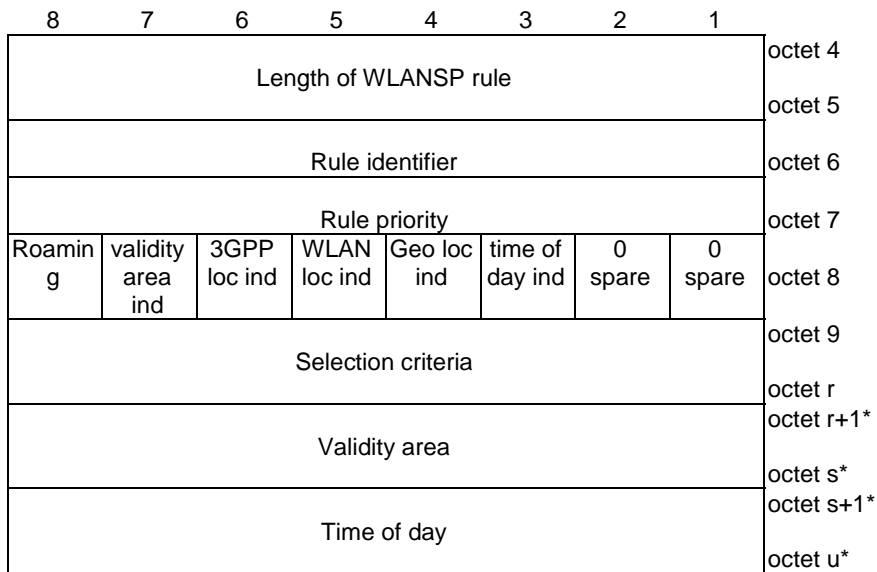 8 7 6 5 4 3 2 1
octet 4
Length of WLANSP rule
octet 5
Rule identifier octet 6
Rule priority octet 7
Roamin validity 3GPP WLAN Geo loc time of 0 0
g area loc ind loc ind ind day ind spare spare octet 8
ind
octet 9
Selection criteria
octet r
octet r+1*
Validity area
octet s*
octet s+1*
Time of day
octet u*